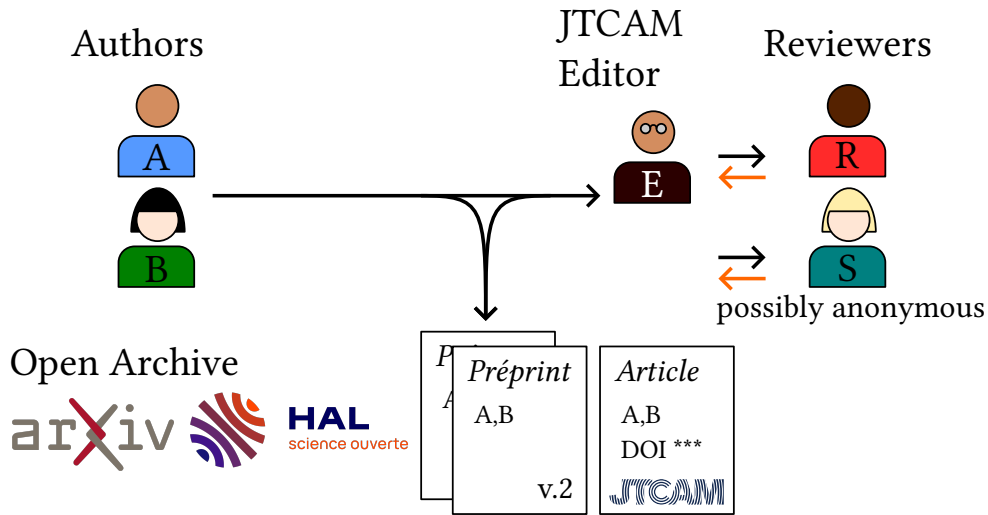 Authors
JTCAM
Editor
Reviewers
A
R
E
B
S
possibly anonymous
Open Archive
arXiv
HAL
science ouverte
P
A
Préprint
A,B
v.2
Article
A,B
DOI ***
JTCAM